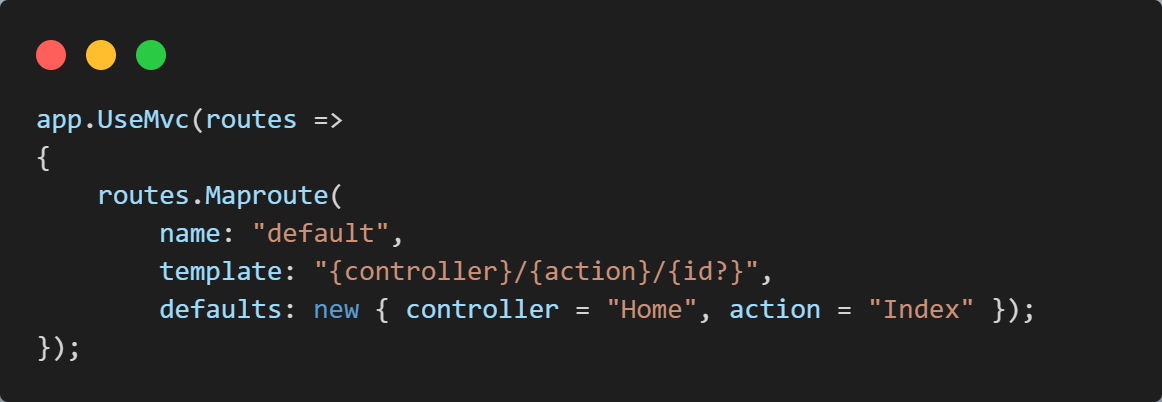 app.UseMvc(routes =>
{
    routes.Maproute(
        name: "default",
        template: "{controller}/{action}/{id?}",
        defaults: new { controller = "Home", action = "Index" });
});